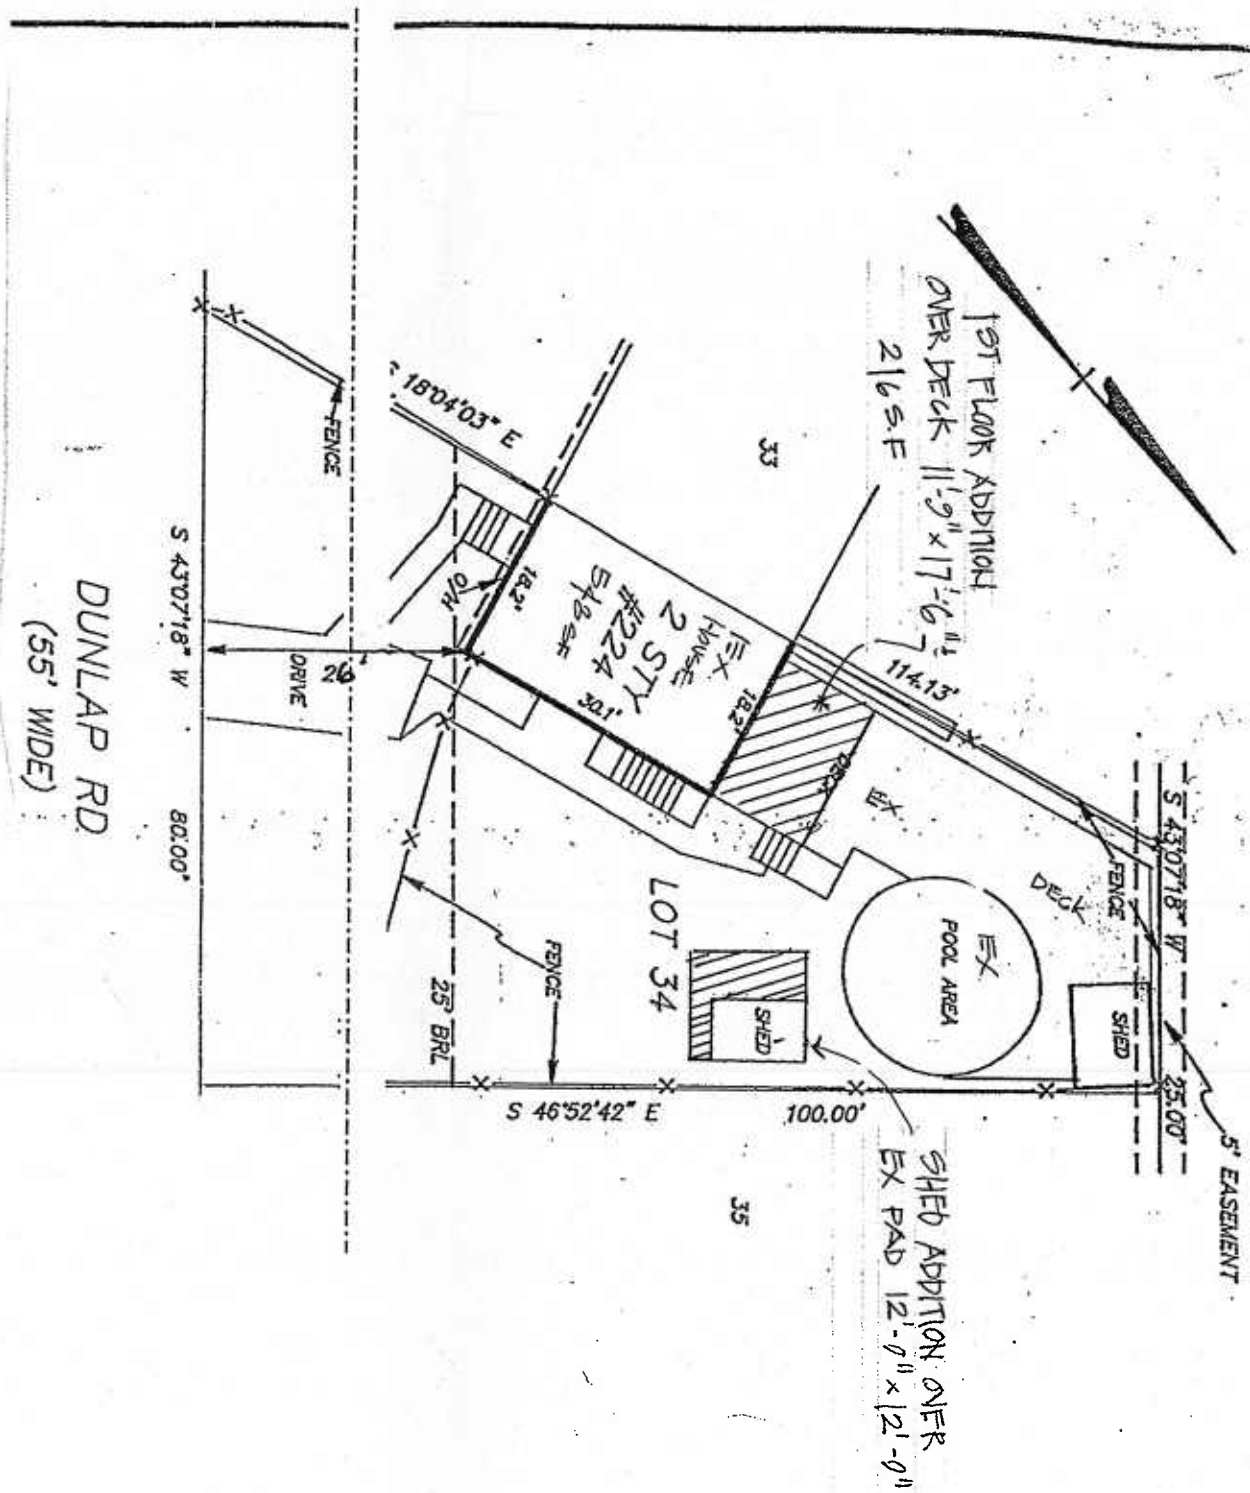 1ST FLOOR ADDITION
OVER DECK 11'-9" x 17'-6"±
216 S.F
33
S 18°04'03" E
114.13'
FENCE
O/H
18.2'
EX.
HOUSE
2 STY
#224
548 SF
30.1'
18.2'
DECK
EX
DECK
S 43°07'18" W
25.00'
FENCE
5' EASEMENT
EX
POOL AREA
SHED
SHED
LOT 34
FENCE
25' BRL
S 46°52'42" E
100.00'
35
SHED ADDITION OVER
EX PAD 12'-0" x 12'-0"
DRIVE
26'
S 43°07'18" W
80.00'
DUNLAP RD.
(55' WIDE)